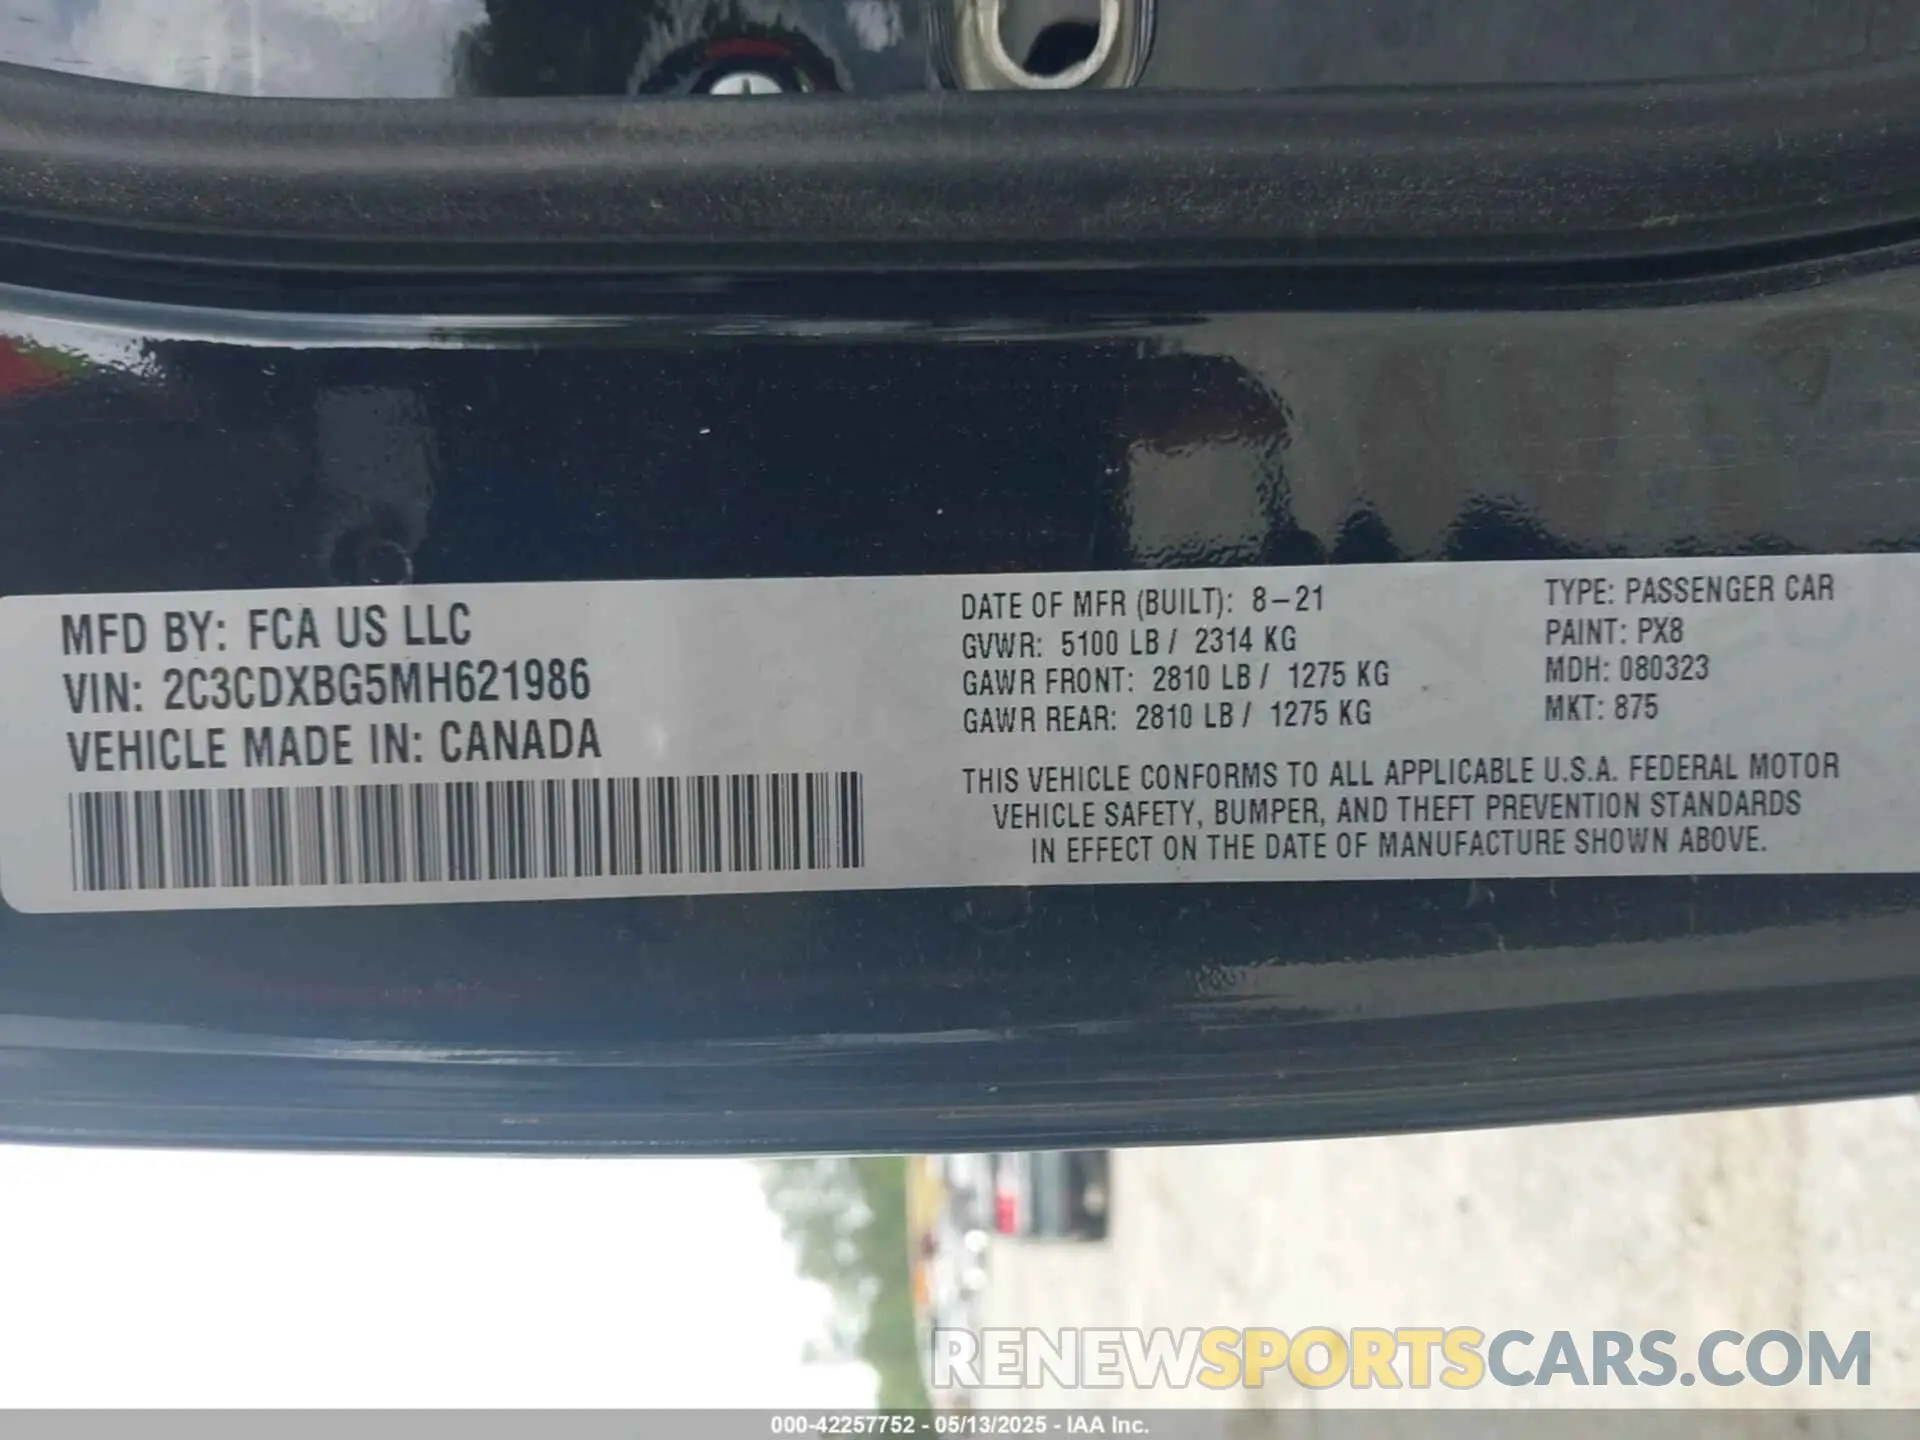 MFD BY: FCA US LLC
VIN: 2C3CDXBG5MH621986
VEHICLE MADE IN: CANADA
DATE OF MFR (BUILT): 8-21
GVWR: 5100 LB / 2314 KG
GAWR FRONT: 2810 LB / 1275 KG
GAWR REAR: 2810 LB / 1275 KG
TYPE: PASSENGER CAR
PAINT: PX8
MDH: 080323
MKT: 875
THIS VEHICLE CONFORMS TO ALL APPLICABLE U.S.A. FEDERAL MOTOR
VEHICLE SAFETY, BUMPER, AND THEFT PREVENTION STANDARDS
IN EFFECT ON THE DATE OF MANUFACTURE SHOWN ABOVE.
RENEWSPORTSCARS.COM
000-42257752 - 05/13/2025 - IAA Inc.